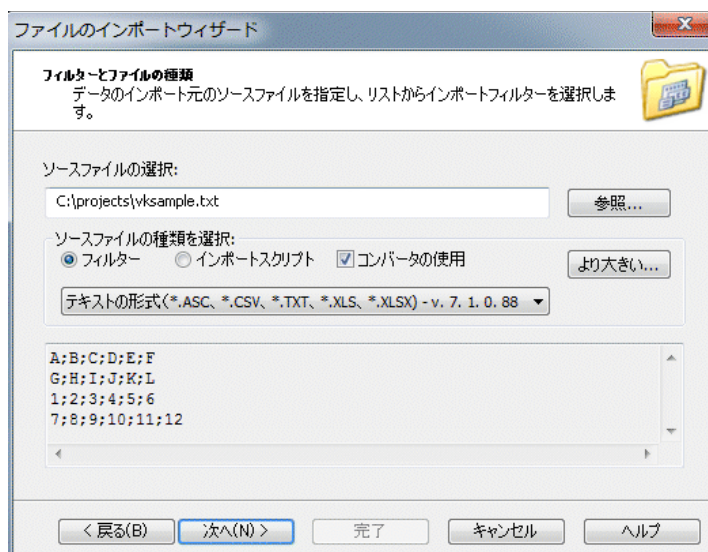 ファイルのインポートウィザード
フィルターとファイルの種類
データのインポート元のソースファイルを指定し、リストからインポートフィルターを選択しま
す。
ソースファイルの選択:
C:\projects\vksample.txt
参照...
ソースファイルの種類を選択:
フィルター インポートスクリプト コンバータの使用
より大きい...
テキストの形式(*.ASC、*.CSV、*.TXT、*.XLS、*.XLSX) - v. 7. 1. 0. 88
A;B;C;D;E;F
G;H;I;J;K;L
1;2;3;4;5;6
7;8;9;10;11;12
< 戻る(B) 次へ(N) > 完了 キャンセル ヘルプ